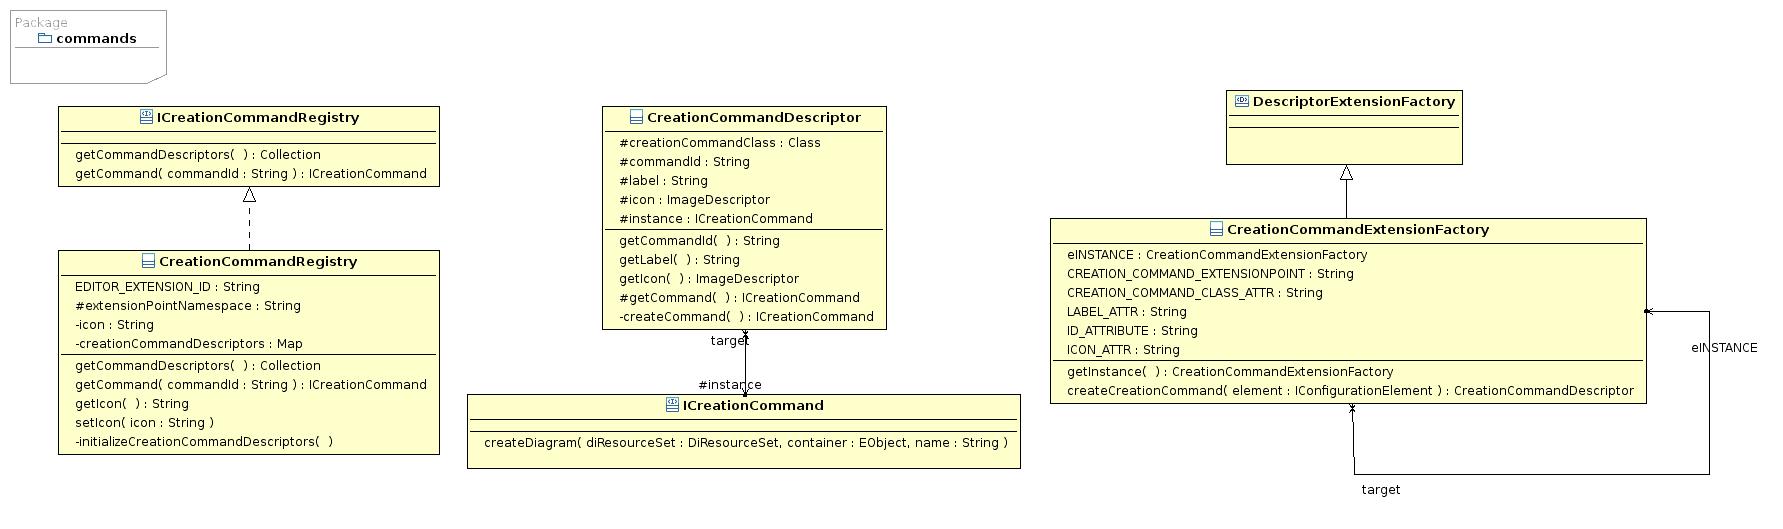 Package
commands
ICreationCommandRegistry
getCommandDescriptors(  ) : Collection
getCommand( commandId : String ) : ICreationCommand
CreationCommandRegistry
EDITOR_EXTENSION_ID : String
#extensionPointNamespace : String
-icon : String
-creationCommandDescriptors : Map
getCommandDescriptors(  ) : Collection
getCommand( commandId : String ) : ICreationCommand
getIcon(  ) : String
setIcon( icon : String )
-initializeCreationCommandDescriptors(  )
CreationCommandDescriptor
#creationCommandClass : Class
#commandId : String
#label : String
#icon : ImageDescriptor
#instance : ICreationCommand
getCommandId(  ) : String
getLabel(  ) : String
getIcon(  ) : ImageDescriptor
#getCommand(  ) : ICreationCommand
-createCommand(  ) : ICreationCommand
target
#instance
ICreationCommand
createDiagram( diResourceSet : DiResourceSet, container : EObject, name : String )
DescriptorExtensionFactory
CreationCommandExtensionFactory
eINSTANCE : CreationCommandExtensionFactory
CREATION_COMMAND_EXTENSIONPOINT : String
CREATION_COMMAND_CLASS_ATTR : String
LABEL_ATTR : String
ID_ATTRIBUTE : String
ICON_ATTR : String
getInstance(  ) : CreationCommandExtensionFactory
createCreationCommand( element : IConfigurationElement ) : CreationCommandDescriptor
eINSTANCE
target